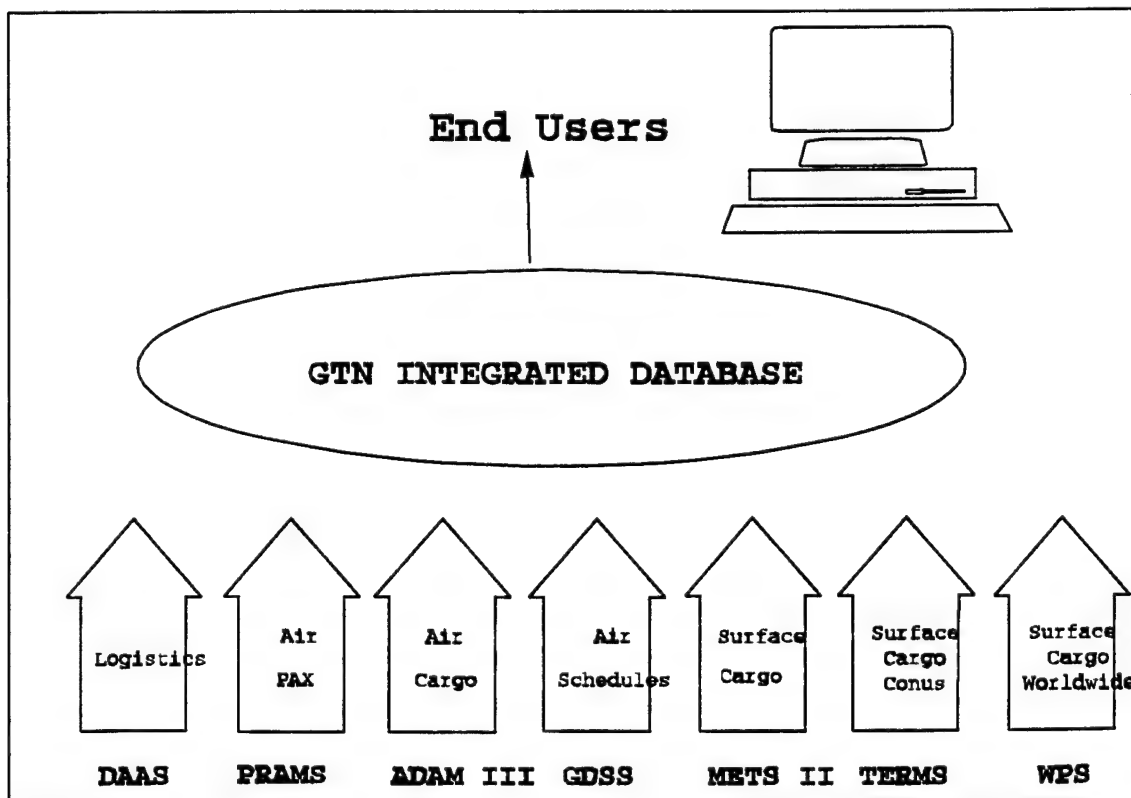 End Users
GTN INTEGRATED DATABASE
Logistics
Air
PAX
Air
Cargo
Air
Schedules
Surface
Cargo
Surface
Cargo
Conus
Surface
Cargo
Worldwide
DAAS PRAMS ADAM III GDSS METS II TERMS WPS